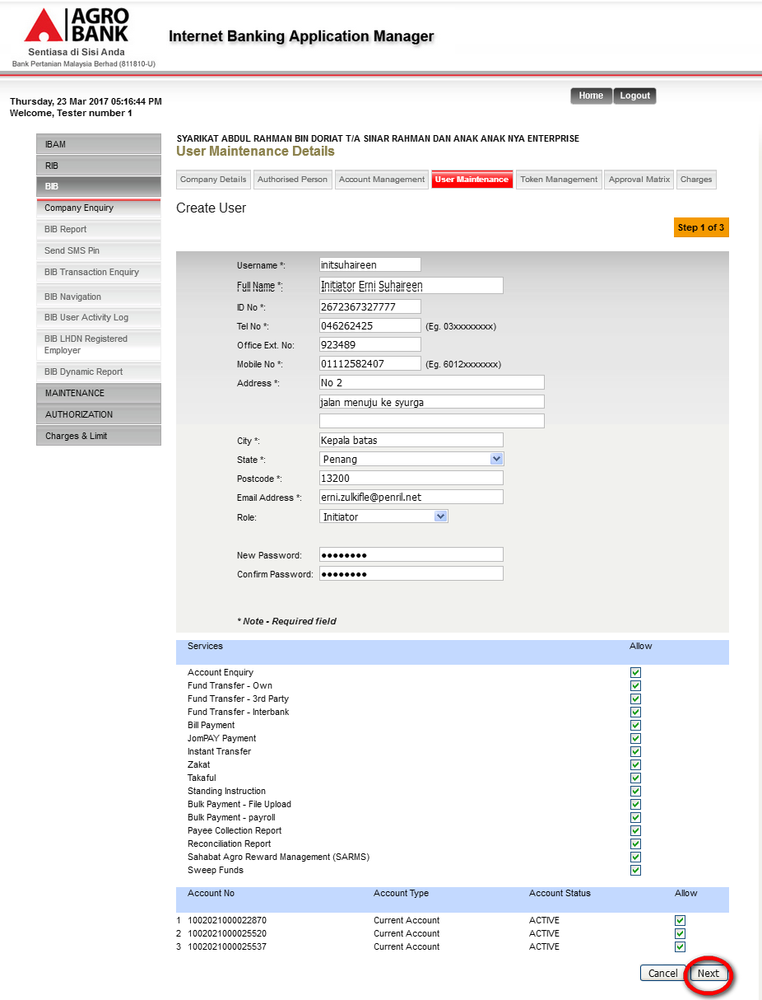 AGRO
BANK
Sentiasa di Sisi Anda
Bank Pertanian Malaysia Berhad (811810-U)
Internet Banking Application Manager
Thursday, 23 Mar 2017 05:16:44 PM
Welcome, Tester number 1
Home Logout
IBAM
RIB
BIB
Company Enquiry
BIB Report
Send SMS Pin
BIB Transaction Enquiry
BIB Navigation
BIB User Activity Log
BIB LHDN Registered
Employer
BIB Dynamic Report
MAINTENANCE
AUTHORIZATION
Charges & Limit
SYARIKAT ABDUL RAHMAN BIN DORIAT T/A SINAR RAHMAN DAN ANAK ANAK NYA ENTERPRISE
User Maintenance Details
Company Details Authorised Person Account Management User Maintenance Token Management Approval Matrix Charges
Create User
Step 1 of 3
Username *: initsuhaireen
Full Name *: Initiator Erni Suhaireen
ID No *: 2672367327777
Tel No *: 046262425 (Eg. 03xxxxxxxx)
Office Ext. No: 923489
Mobile No *: 01112582407 (Eg. 6012xxxxxxx)
Address *: No 2
jalan menuju ke syurga
City *: Kepala batas
State *: Penang
Postcode *: 13200
Email Address *: erni.zulkifle@penril.net
Role: Initiator
New Password: ●●●●●●●●
Confirm Password: ●●●●●●●●
* Note - Required field
Services Allow
Account Enquiry
Fund Transfer - Own
Fund Transfer - 3rd Party
Fund Transfer - Interbank
Bill Payment
JomPAY Payment
Instant Transfer
Zakat
Takaful
Standing Instruction
Bulk Payment - File Upload
Bulk Payment - payroll
Payee Collection Report
Reconciliation Report
Sahabat Agro Reward Management (SARMS)
Sweep Funds
Account No Account Type Account Status Allow
1 1002021000022870 Current Account ACTIVE
2 1002021000025520 Current Account ACTIVE
3 1002021000025537 Current Account ACTIVE
Cancel Next